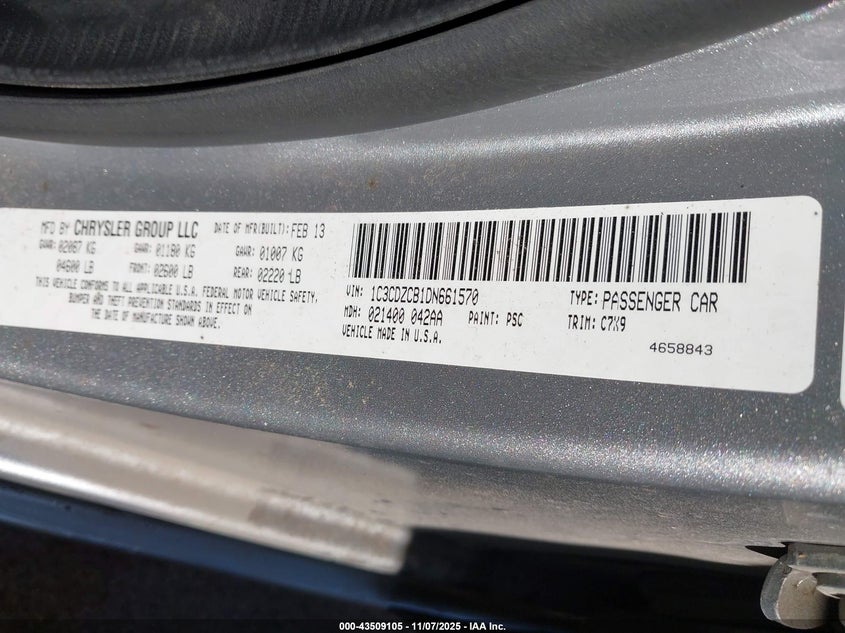 MFD BY CHRYSLER GROUP LLC DATE OF MFR(BUILT): FEB 13
GVWR: 02087 KG GAWR: 01180 KG GAWR: 01007 KG
04600 LB FRONT: 02600 LB REAR: 02220 LB
THIS VEHICLE CONFORMS TO ALL APPLICABLE U.S.A. FEDERAL MOTOR VEHICLE SAFETY,
BUMPER AND THEFT PREVENTION STANDARDS IN EFFECT ON
THE DATE OF MANUFACTURE SHOWN ABOVE.
VIN: 1C3CDZCB1DN661570 TYPE: PASSENGER CAR
MDH: 021400 042AA PAINT: PSC TRIM: C7X9
VEHICLE MADE IN U.S.A.
4658843
000-43509105 - 11/07/2025 - IAA Inc.